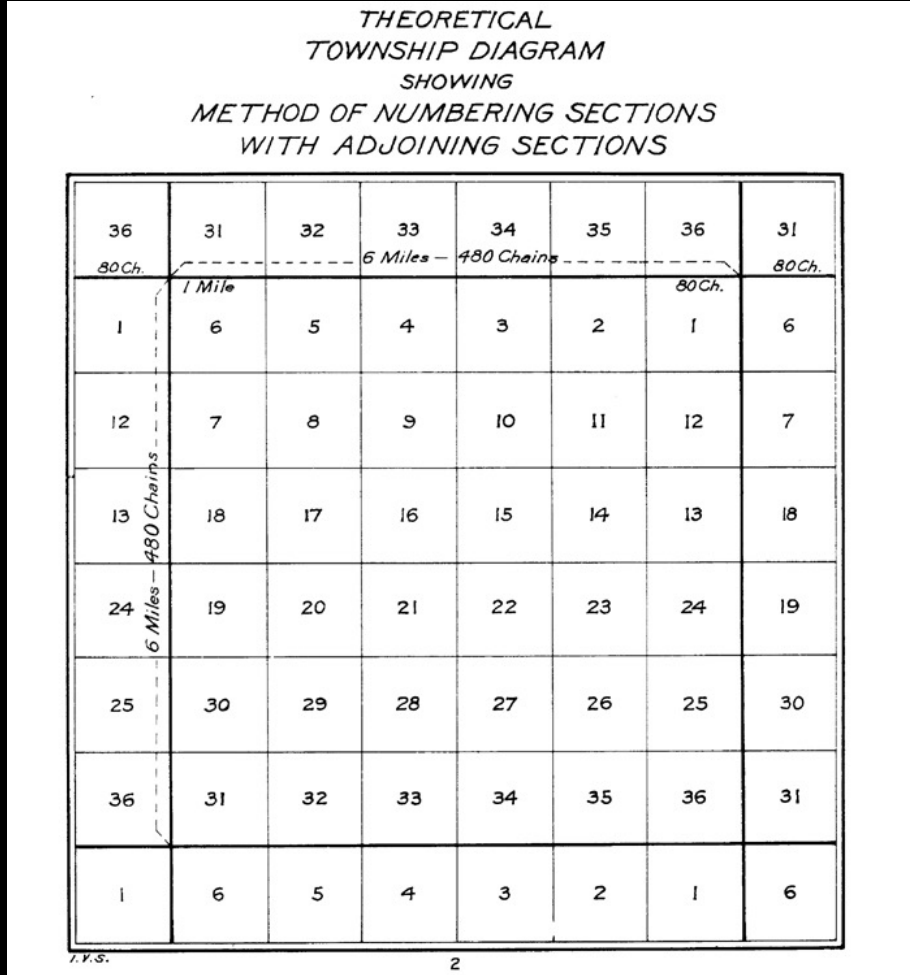 THEORETICAL
TOWNSHIP DIAGRAM
SHOWING
METHOD OF NUMBERING SECTIONS
WITH ADJOINING SECTIONS
36 31 32 33 34 35 36 31
6 Miles — 480 Chains
80 Ch. 80 Ch.
1 Mile 80 Ch.
1 6 5 4 3 2 1 6
12 7 8 9 10 11 12 7
13 18 17 16 15 14 13 18
6 Miles — 480 Chains
24 19 20 21 22 23 24 19
25 30 29 28 27 26 25 30
36 31 32 33 34 35 36 31
1 6 5 4 3 2 1 6
I.V.S.
2